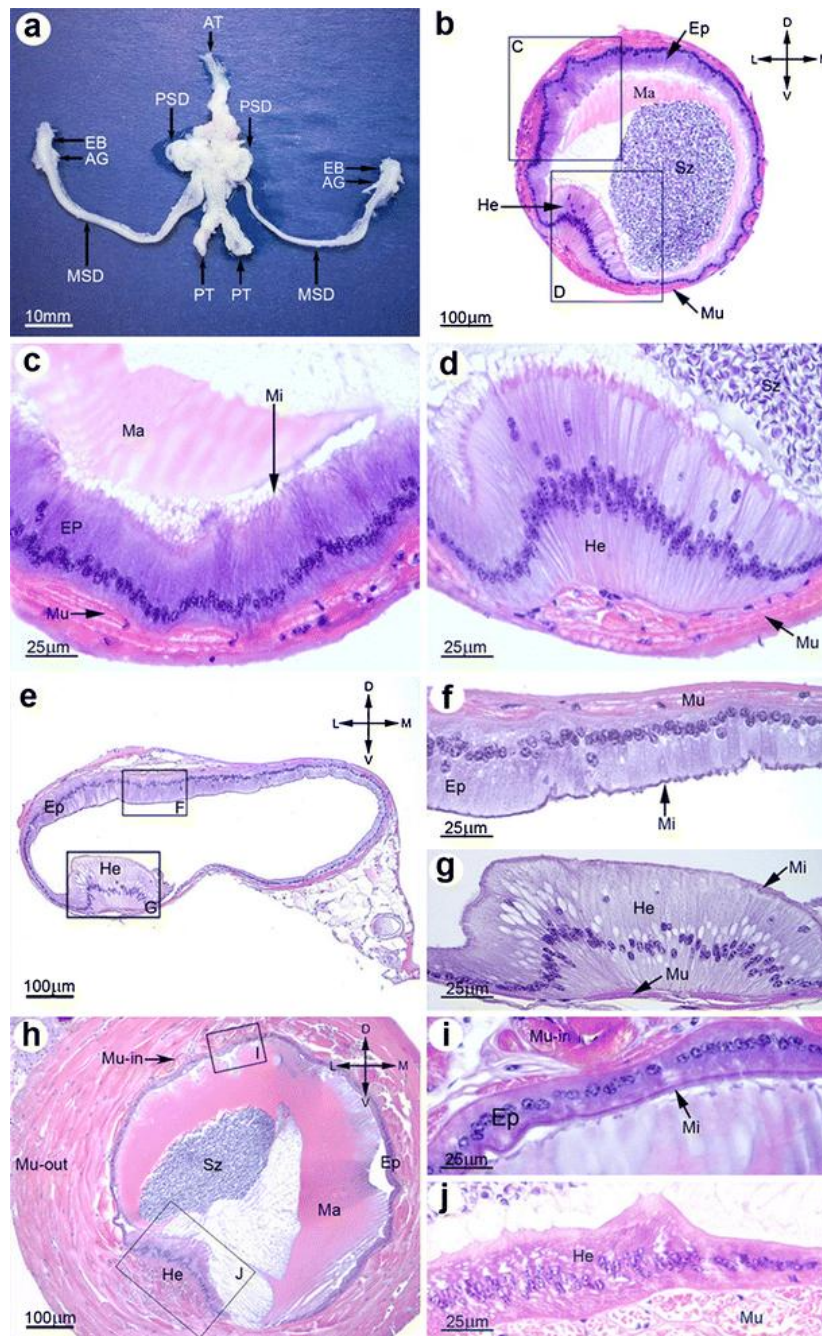 a
AT
PSD
PSD
EB
AG
EB
AG
MSD
PT
PT
MSD
10mm
b
C
Ep
D
L
M
V
Ma
Sz
He
D
Mu
100μm
c
Ma
Mi
EP
Mu
25μm
d
Sz
He
Mu
25μm
e
D
L
M
V
Ep
F
He
G
100μm
f
Mu
Ep
Mi
25μm
g
Mi
He
Mu
25μm
h
Mu-in
I
D
L
M
V
Mu-out
Sz
Ep
Ma
He
J
100μm
i
Mu-in
Ep
Mi
25μm
j
He
Mu
25μm